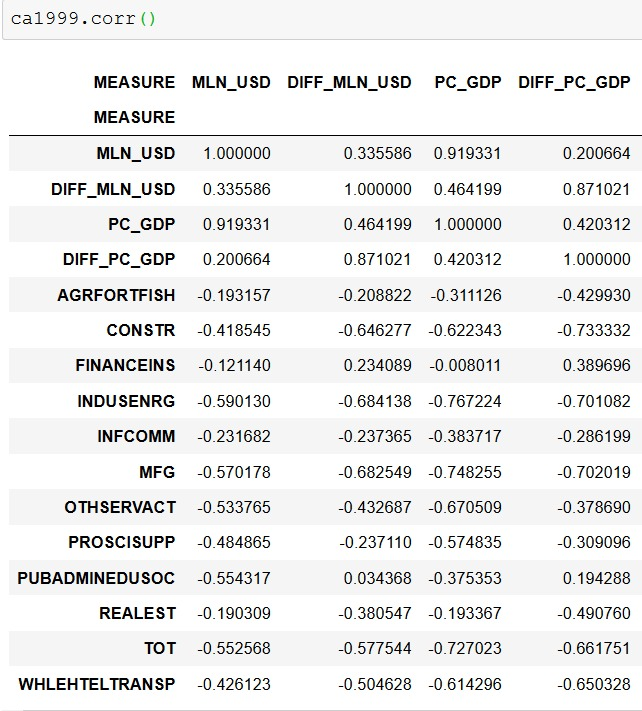 ca1999.corr()
MEASURE MLN_USD DIFF_MLN_USD PC_GDP DIFF_PC_GDP
MEASURE
MLN_USD 1.000000 0.335586 0.919331 0.200664
DIFF_MLN_USD 0.335586 1.000000 0.464199 0.871021
PC_GDP 0.919331 0.464199 1.000000 0.420312
DIFF_PC_GDP 0.200664 0.871021 0.420312 1.000000
AGRFORTFISH -0.193157 -0.208822 -0.311126 -0.429930
CONSTR -0.418545 -0.646277 -0.622343 -0.733332
FINANCEINS -0.121140 0.234089 -0.008011 0.389696
INDUSENRG -0.590130 -0.684138 -0.767224 -0.701082
INFCOMM -0.231682 -0.237365 -0.383717 -0.286199
MFG -0.570178 -0.682549 -0.748255 -0.702019
OTHSERVACT -0.533765 -0.432687 -0.670509 -0.378690
PROSCISUPP -0.484865 -0.237110 -0.574835 -0.309096
PUBADMINEDUSOC -0.554317 0.034368 -0.375353 0.194288
REALEST -0.190309 -0.380547 -0.193367 -0.490760
TOT -0.552568 -0.577544 -0.727023 -0.661751
WHLEHTELTRANSP -0.426123 -0.504628 -0.614296 -0.650328